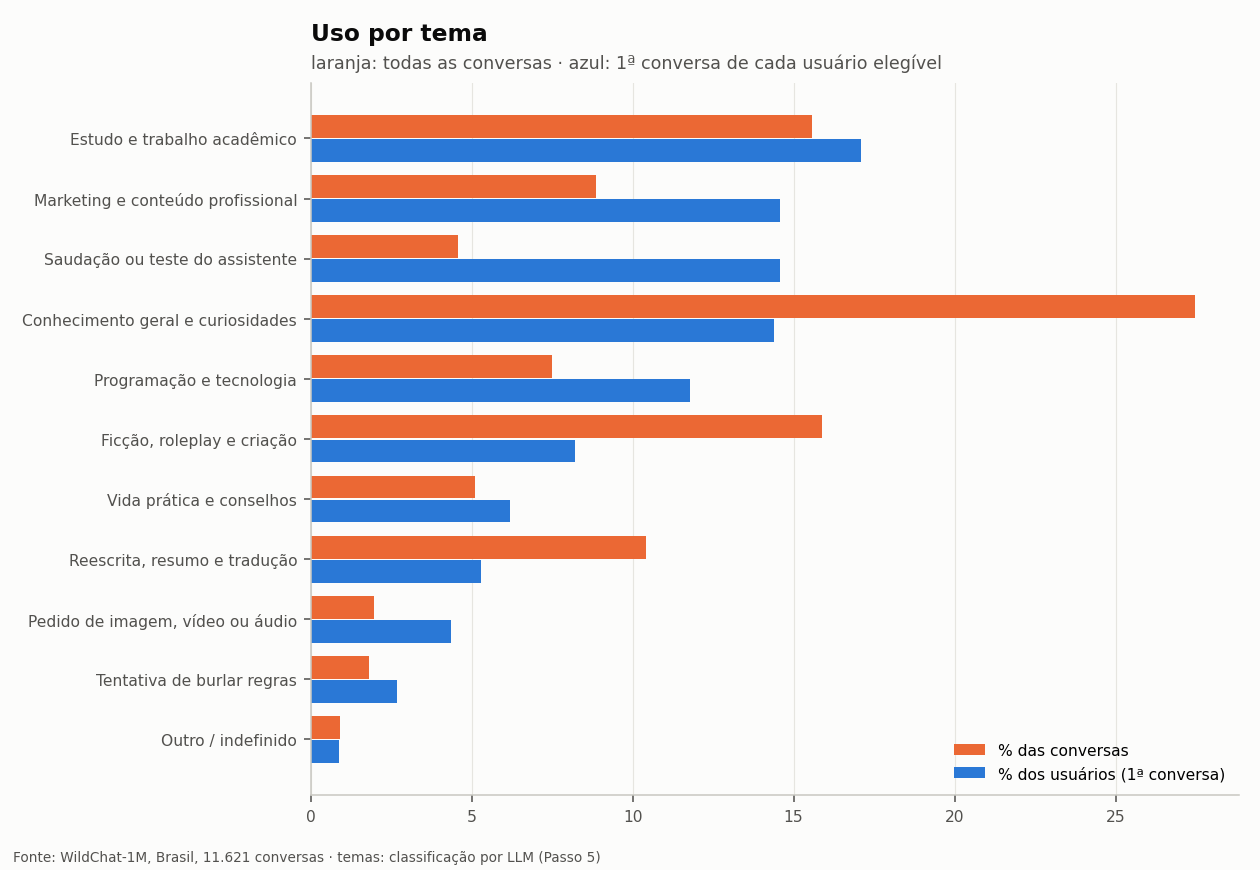 Uso por tema
laranja: todas as conversas · azul: 1ª conversa de cada usuário elegível
Estudo e trabalho acadêmico
Marketing e conteúdo profissional
Saudação ou teste do assistente
Conhecimento geral e curiosidades
Programação e tecnologia
Ficção, roleplay e criação
Vida prática e conselhos
Reescrita, resumo e tradução
Pedido de imagem, vídeo ou áudio
Tentativa de burlar regras
Outro / indefinido
% das conversas
% dos usuários (1ª conversa)
0 5 10 15 20 25
Fonte: WildChat-1M, Brasil, 11.621 conversas · temas: classificação por LLM (Passo 5)